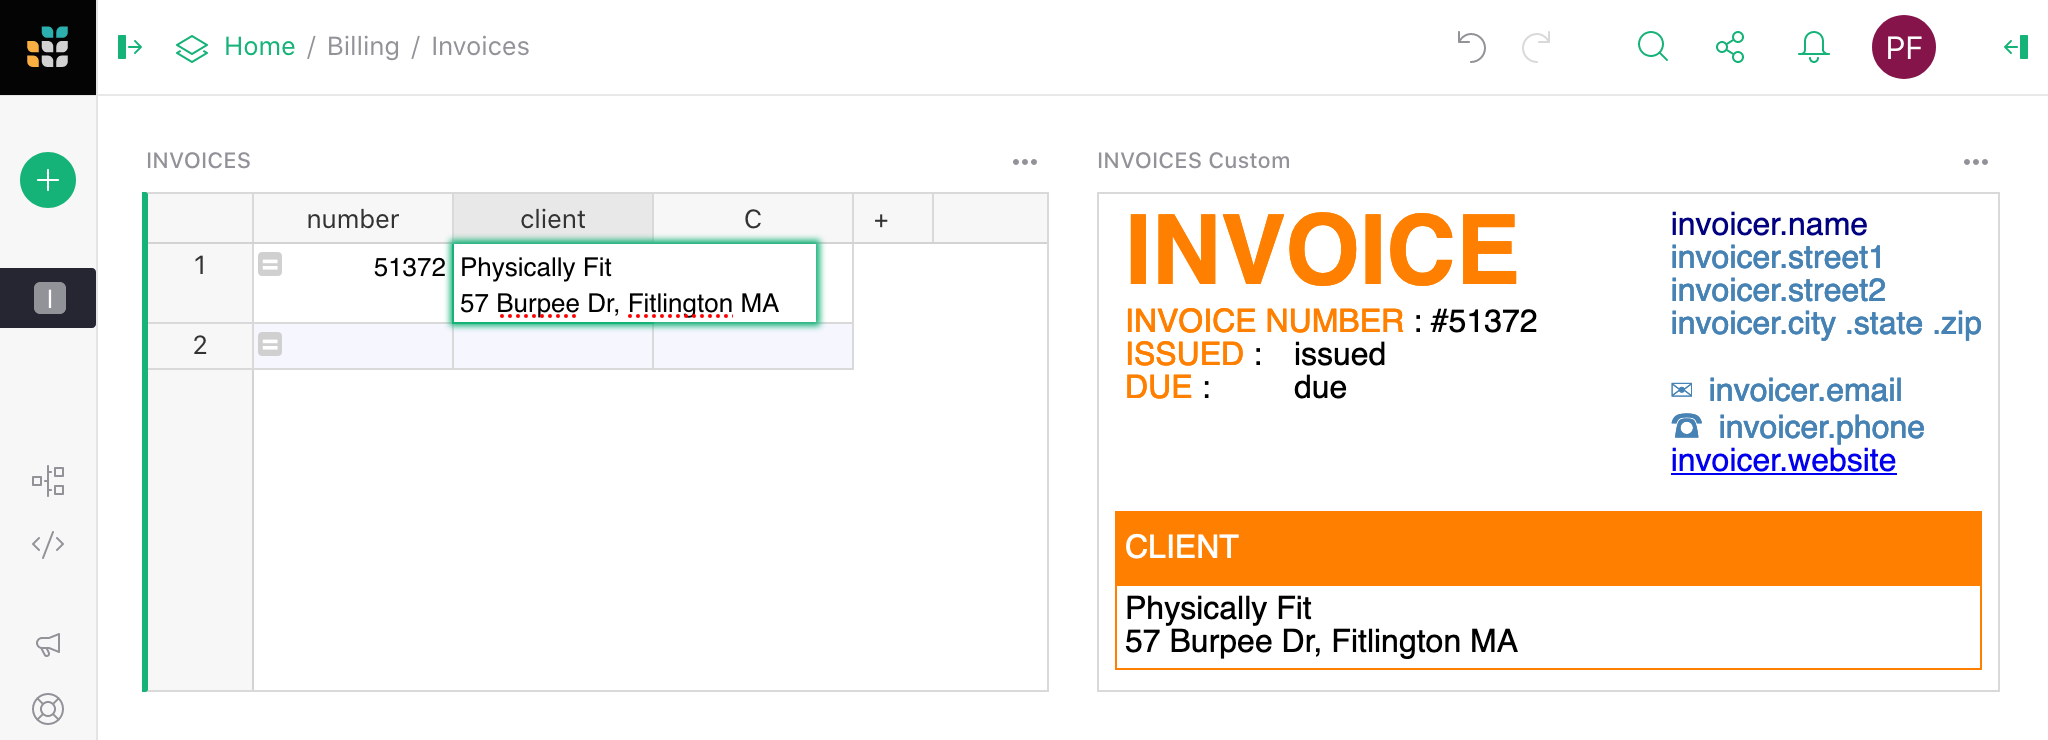 Home / Billing / Invoices
PF
INVOICES
number client C +
1 51372 Physically Fit
57 Burpee Dr, Fitlington MA
2
I
INVOICES Custom
INVOICE
INVOICE NUMBER : #51372
ISSUED : issued
DUE : due
invoicer.name
invoicer.street1
invoicer.street2
invoicer.city .state .zip
✉ invoicer.email
☎ invoicer.phone
invoicer.website
CLIENT
Physically Fit
57 Burpee Dr, Fitlington MA